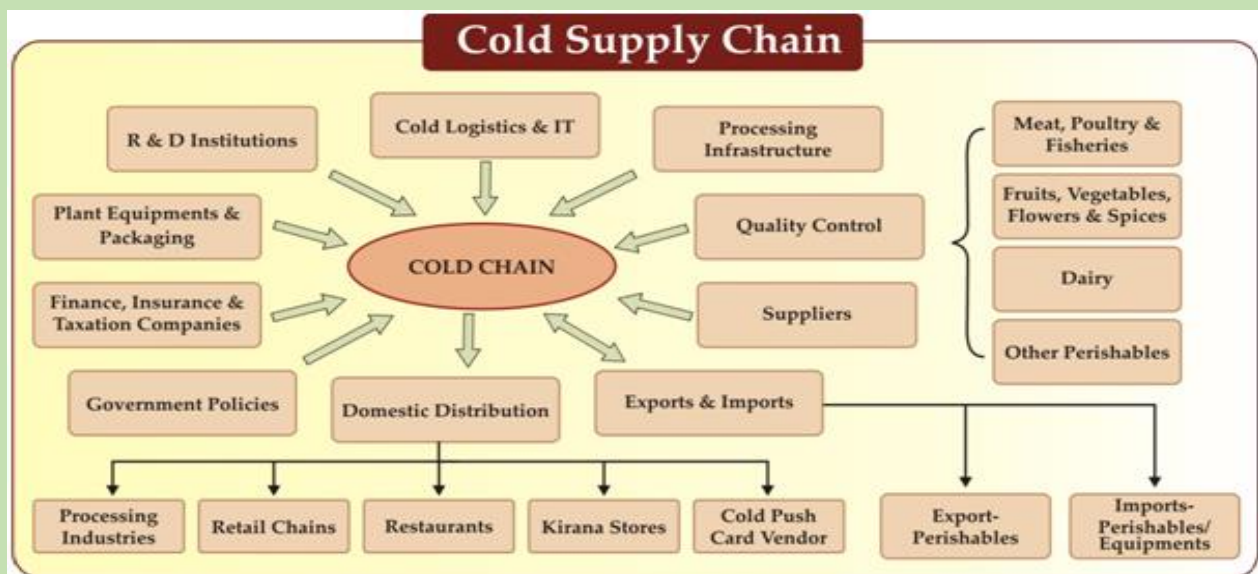 Cold Supply Chain
R & D Institutions
Cold Logistics & IT
Processing
Infrastructure
Meat, Poultry &
Fisheries
Plant Equipments &
Packaging
Quality Control
Fruits, Vegetables,
Flowers & Spices
COLD CHAIN
Dairy
Finance, Insurance &
Taxation Companies
Suppliers
Other Perishables
Government Policies
Domestic Distribution
Exports & Imports
Processing
Industries
Retail Chains
Restaurants
Kirana Stores
Cold Push
Card Vendor
Export-
Perishables
Imports-
Perishables/
Equipments